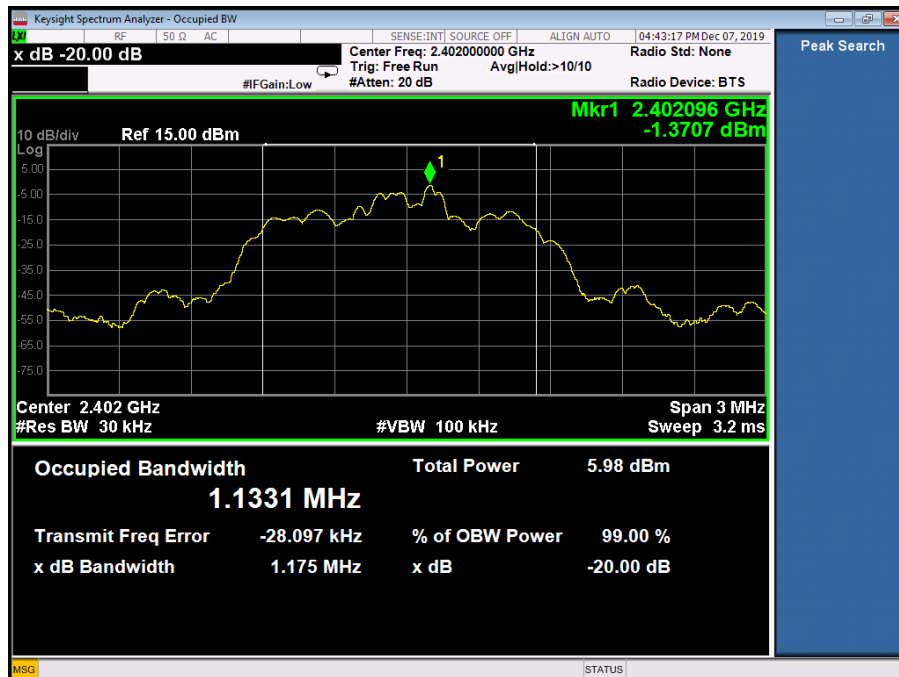 Keysight Spectrum Analyzer - Occupied BW
LXI RF 50 Ω AC SENSE:INT SOURCE OFF ALIGN AUTO 04:43:17 PM Dec 07, 2019
x dB -20.00 dB
Center Freq: 2.402000000 GHz Radio Std: None
Trig: Free Run Avg|Hold:>10/10
#IFGain:Low #Atten: 20 dB Radio Device: BTS
Peak Search
Mkr1 2.402096 GHz
-1.3707 dBm
10 dB/div Ref 15.00 dBm
Log
1
5.00
-5.00
-15.0
-25.0
-35.0
-45.0
-55.0
-65.0
-75.0
Center 2.402 GHz Span 3 MHz
#Res BW 30 kHz #VBW 100 kHz Sweep 3.2 ms
Occupied Bandwidth Total Power 5.98 dBm
1.1331 MHz
Transmit Freq Error -28.097 kHz % of OBW Power 99.00 %
x dB Bandwidth 1.175 MHz x dB -20.00 dB
MSG STATUS